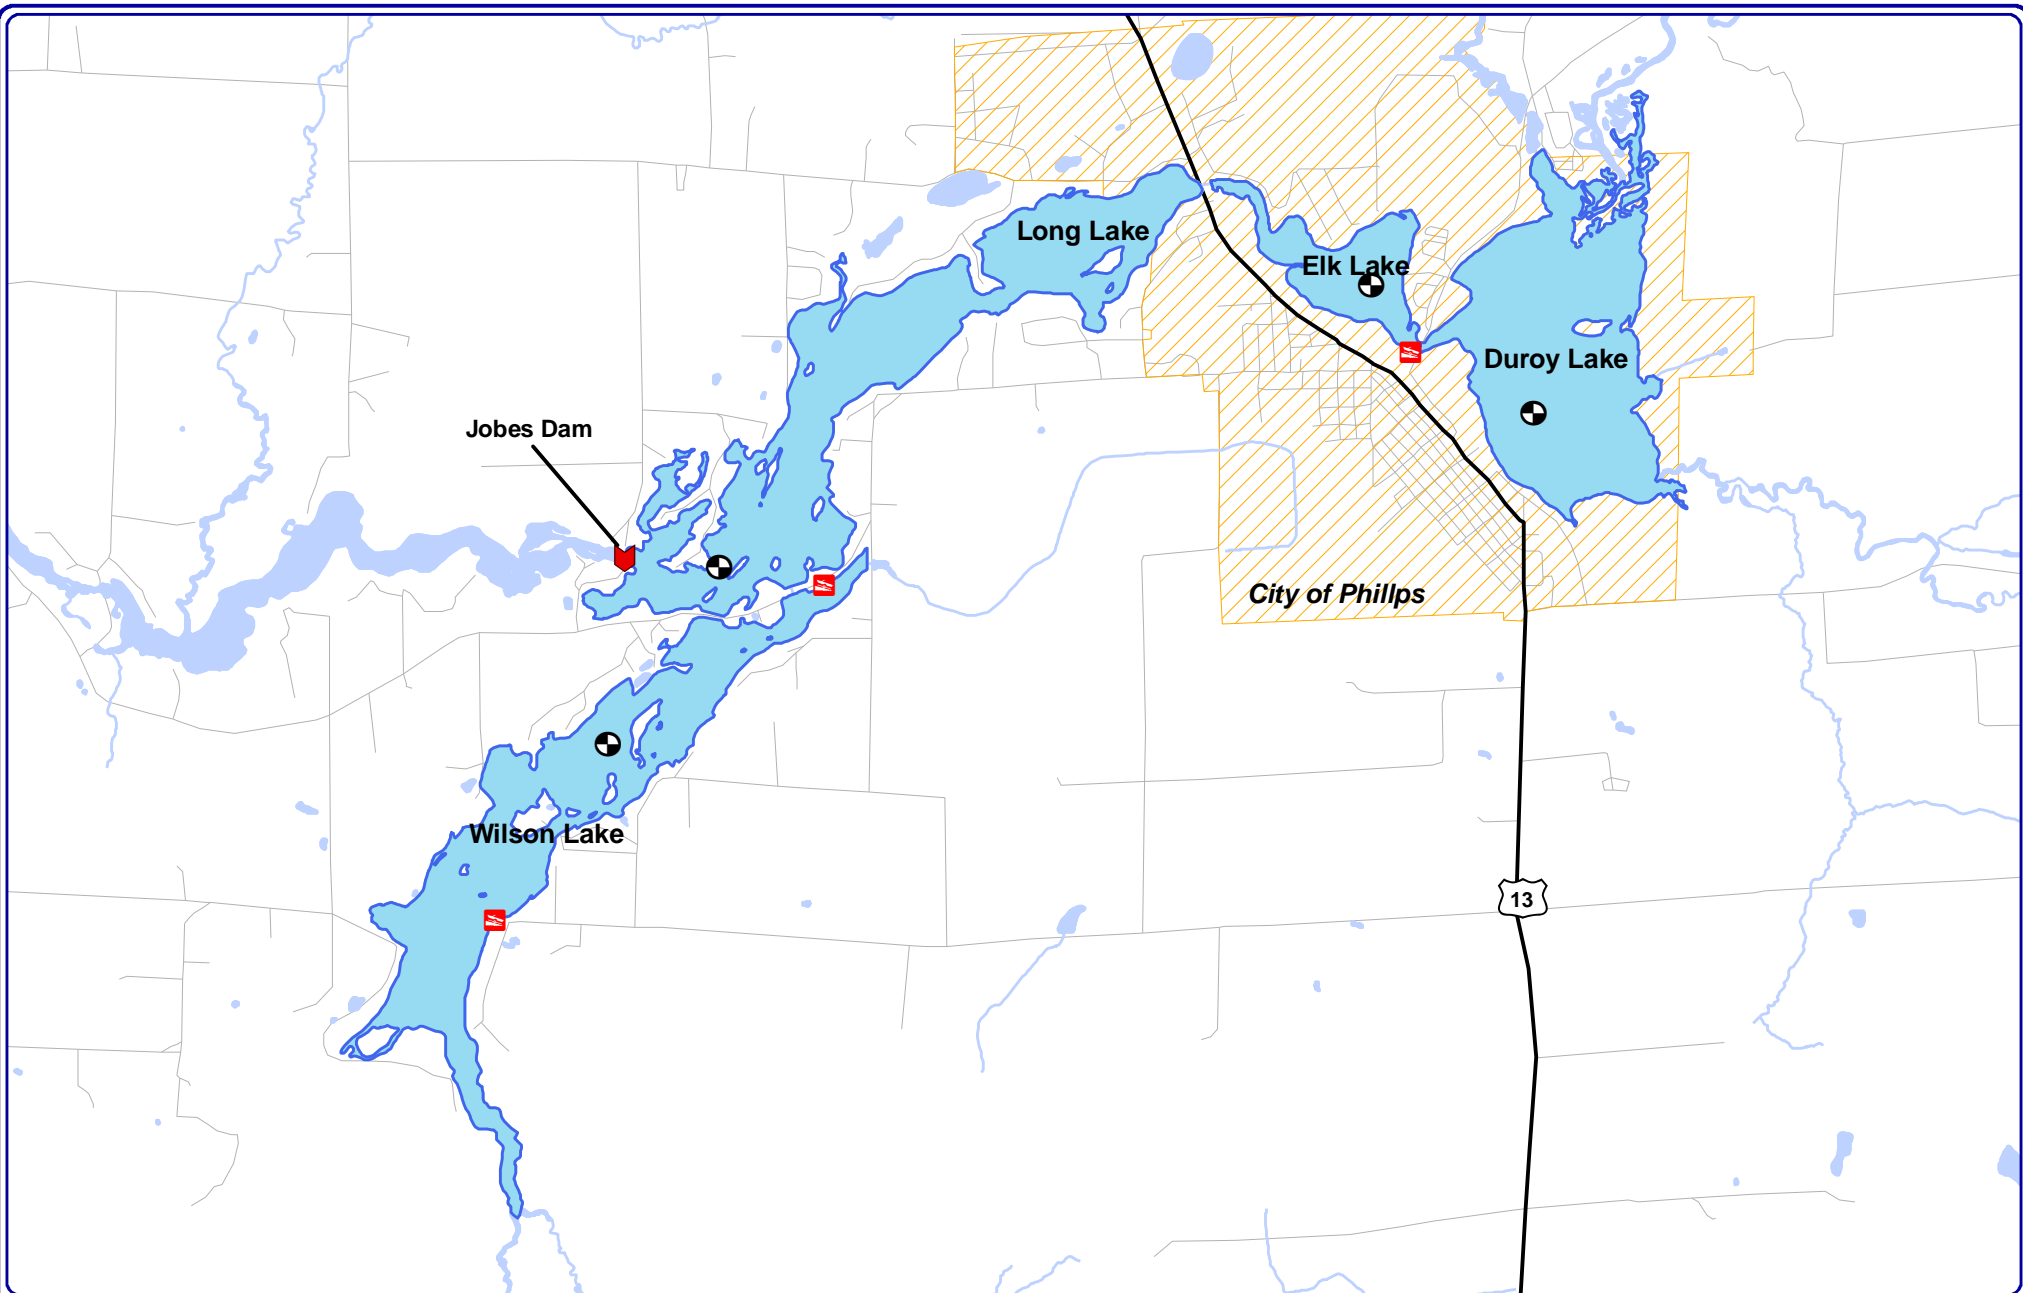 Long Lake
Elk Lake
Duroy Lake
Jobes Dam
City of Phillps
Wilson Lake
13